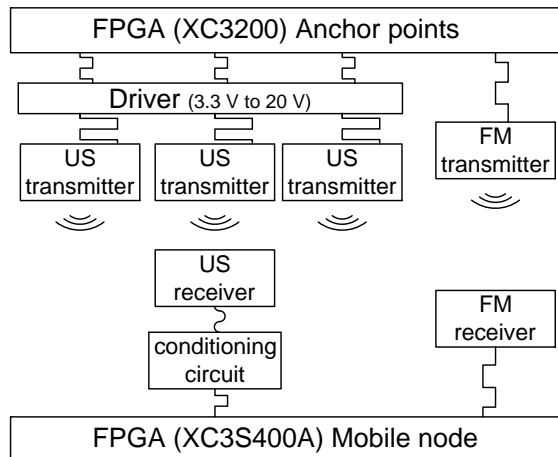 FPGA (XC3200) Anchor points
Driver (3.3 V to 20 V)
US transmitter
US transmitter
US transmitter
FM transmitter
US receiver
FM receiver
conditioning circuit
FPGA (XC3S400A) Mobile node